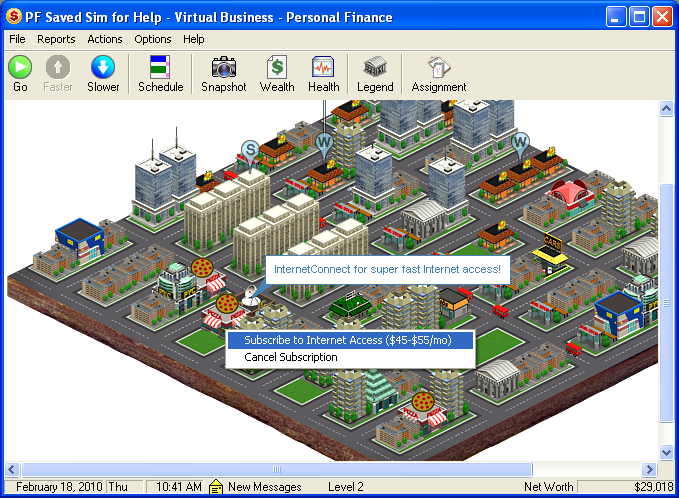 PF Saved Sim for Help - Virtual Business - Personal Finance
File Reports Actions Options Help
Go Faster Slower Schedule Snapshot Wealth Health Legend Assignment
S
W
W
CARS
InternetConnect for super fast Internet access!
PIZZA
Subscribe to Internet Access ($45-$55/mo)
Cancel Subscription
PIZZA
February 18, 2010 Thu 10:41 AM New Messages Level 2 Net Worth $29,018